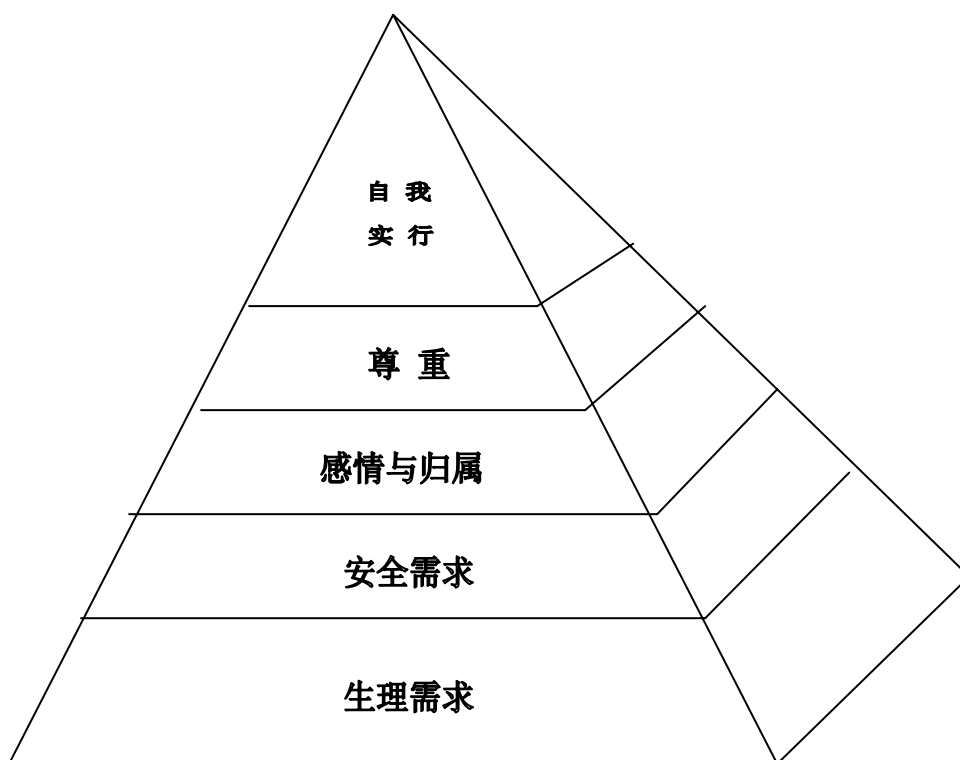 自 我
实 行
尊 重
感情与归属
安全需求
生理需求